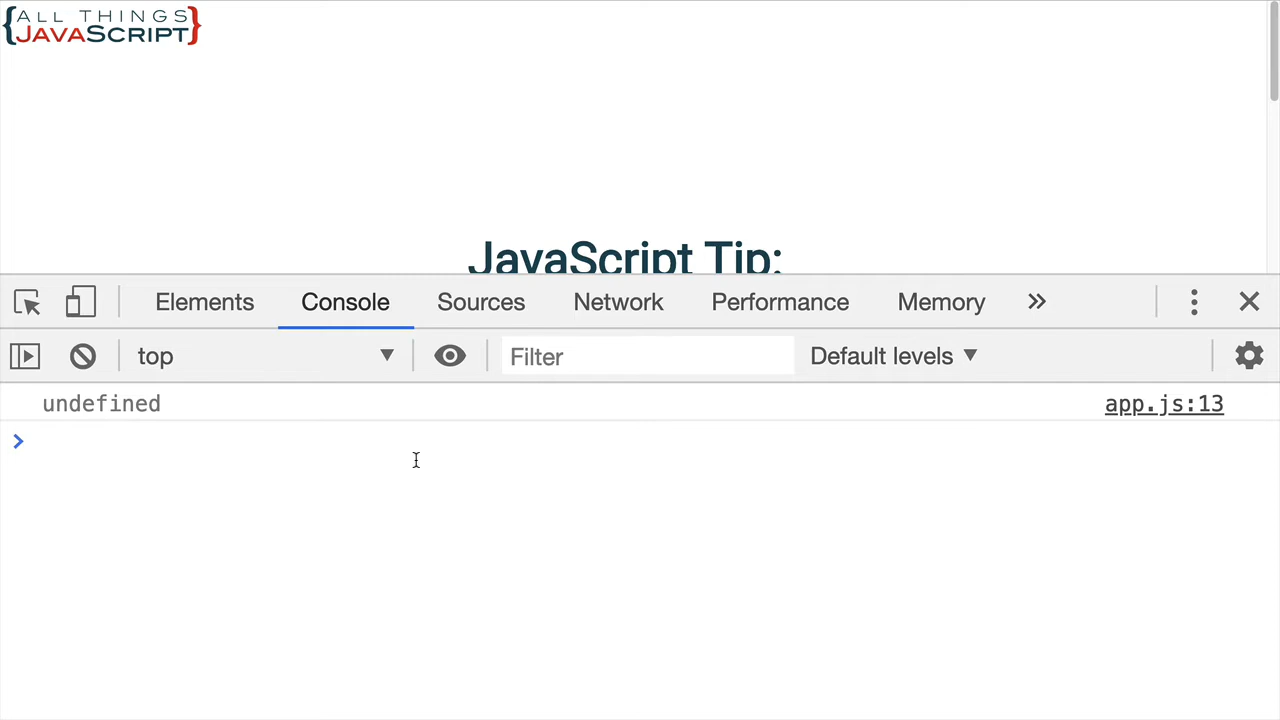 {ALL THINGS
JAVASCRIPT}
JavaScript Tip:
Elements Console Sources Network Performance Memory »
top Filter Default levels
undefined app.js:13
>